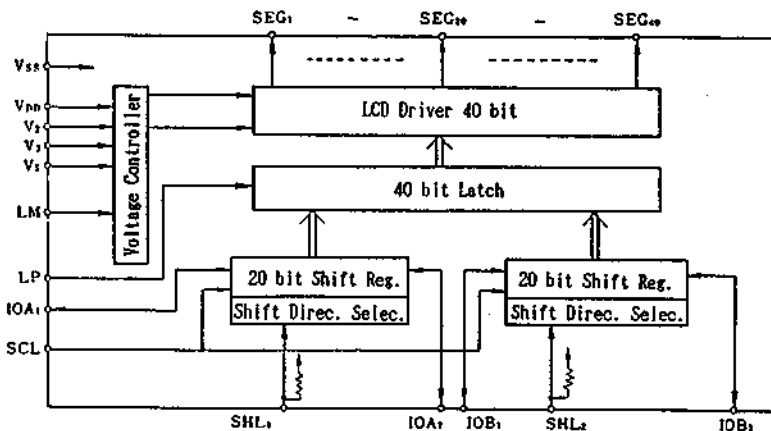 SEG₁ - SEG₂₀ - SEG₄₀
VSS
VDD
V₂
V₃
V₅
LM
LP
IOA₁
SCL
Voltage Controller
LCD Driver 40 bit
40 bit Latch
20 bit Shift Reg.
Shift Direc. Selec.
20 bit Shift Reg.
Shift Direc. Selec.
SHL₁ IOA₂ IOB₁ SHL₂ IOB₂